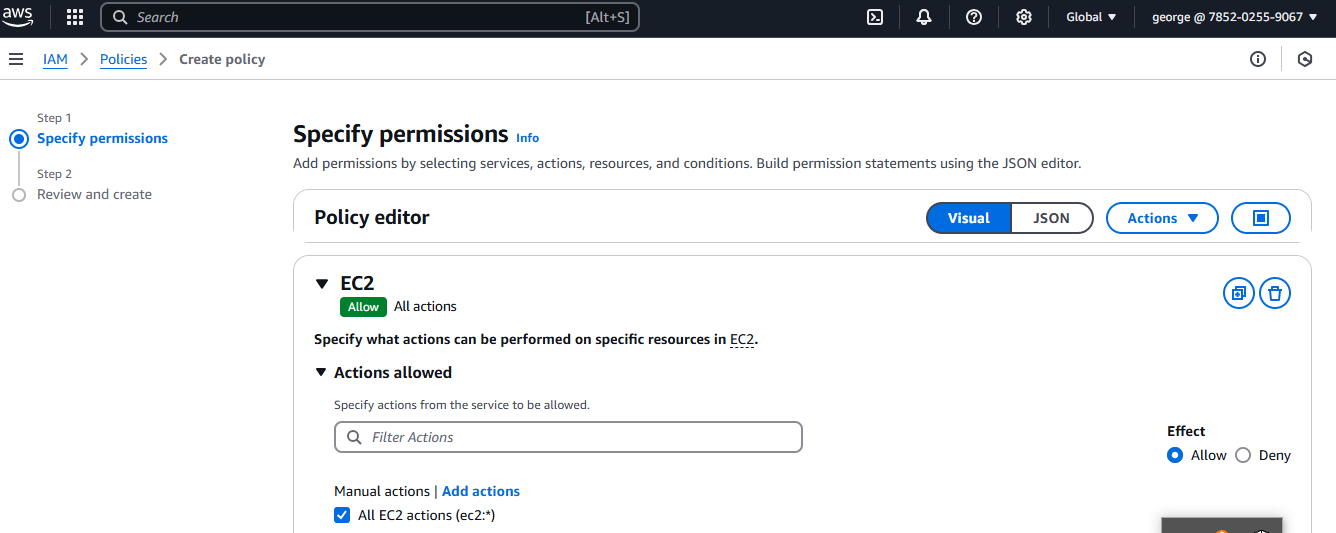 aws
Search [Alt+S] Global george @ 7852-0255-9067
IAM Policies Create policy
Step 1
Specify permissions
Step 2
Review and create
Specify permissions Info
Add permissions by selecting services, actions, resources, and conditions. Build permission statements using the JSON editor.
Policy editor Visual JSON Actions
EC2
Allow All actions
Specify what actions can be performed on specific resources in EC2.
Actions allowed
Specify actions from the service to be allowed.
Filter Actions
Effect
Allow Deny
Manual actions | Add actions
All EC2 actions (ec2:*)